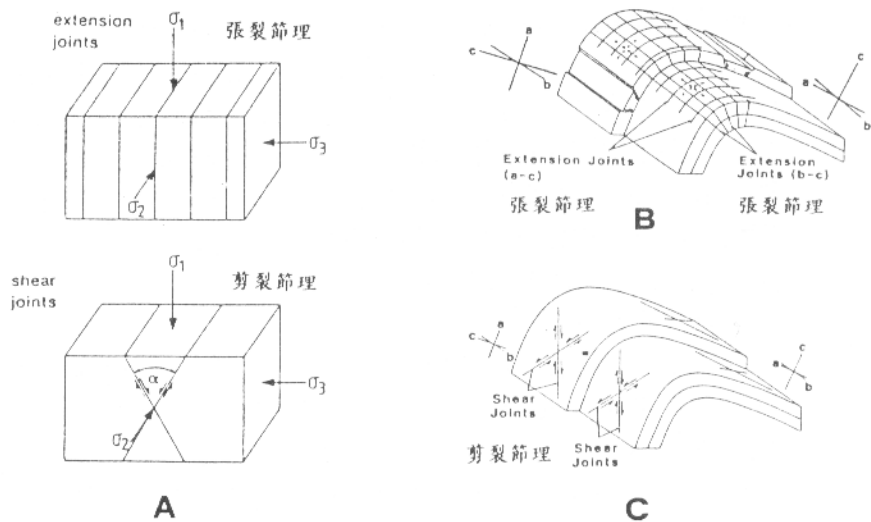 extension
joints
σ1
張裂節理
σ3
σ2
shear
joints
σ1
剪裂節理
α
σ3
σ2
A
a
c
b
c
a
b
Extension Joints
(a-c)
Extension
Joints (b-c)
張裂節理
張裂節理
B
a
c
b
c
a
b
Shear
Joints
Shear
Joints
剪裂節理
C